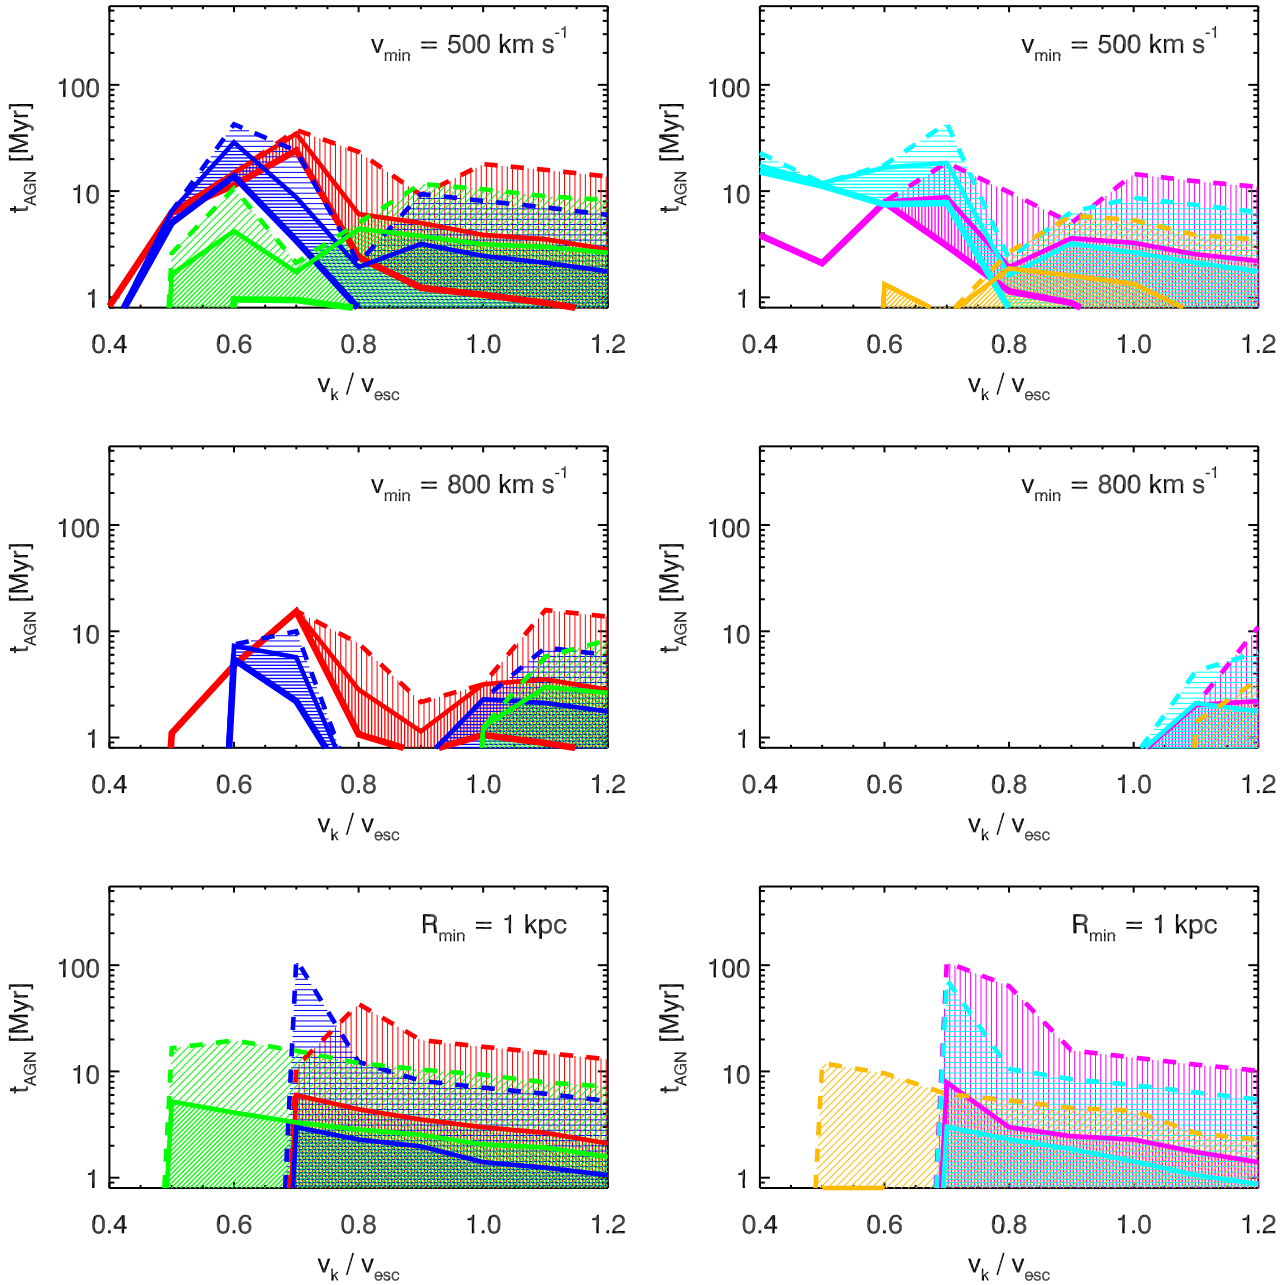 v_min = 500 km s^-1
100
10
1
t_AGN [Myr]
0.4 0.6 0.8 1.0 1.2
v_k / v_esc
v_min = 500 km s^-1
100
10
1
t_AGN [Myr]
0.4 0.6 0.8 1.0 1.2
v_k / v_esc
v_min = 800 km s^-1
100
10
1
t_AGN [Myr]
0.4 0.6 0.8 1.0 1.2
v_k / v_esc
v_min = 800 km s^-1
100
10
1
t_AGN [Myr]
0.4 0.6 0.8 1.0 1.2
v_k / v_esc
R_min = 1 kpc
100
10
1
t_AGN [Myr]
0.4 0.6 0.8 1.0 1.2
v_k / v_esc
R_min = 1 kpc
100
10
1
t_AGN [Myr]
0.4 0.6 0.8 1.0 1.2
v_k / v_esc